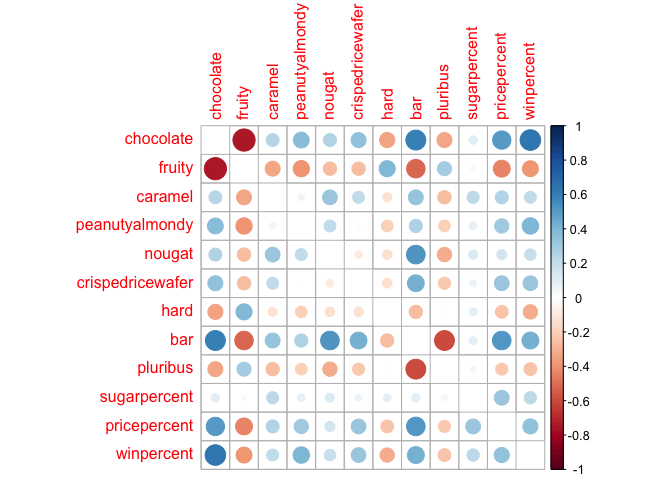 chocolate
fruity
caramel
peanutyalmondy
nougat
crispedricewafer
hard
bar
pluribus
sugarpercent
pricepercent
winpercent
chocolate
fruity
caramel
peanutyalmondy
nougat
crispedricewafer
hard
bar
pluribus
sugarpercent
pricepercent
winpercent
1
0.8
0.6
0.4
0.2
0
-0.2
-0.4
-0.6
-0.8
-1